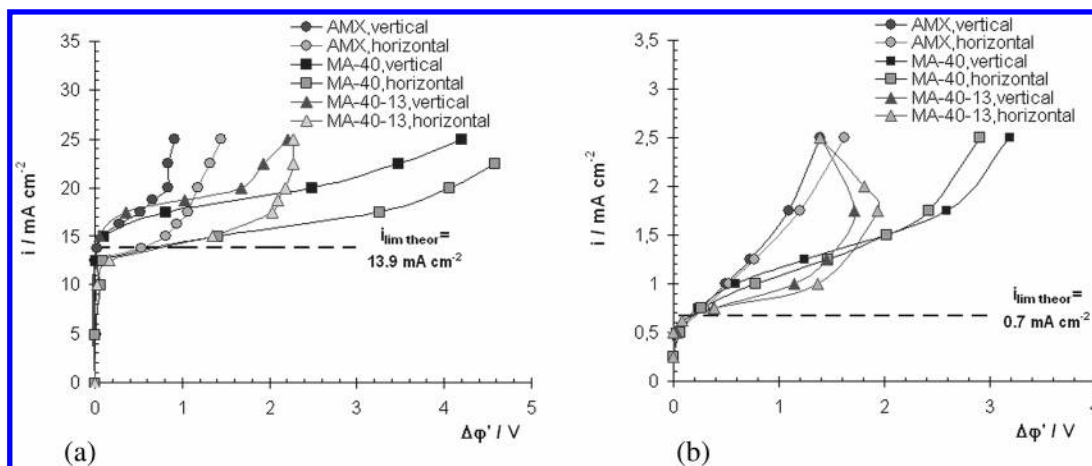 AMX,vertical
AMX,horizontal
MA-40,vertical
MA-40,horizontal
MA-40-13,vertical
MA-40-13,horizontal
35
30
25
20
15
10
5
0
i / mA cm-2
i lim theor=
13.9 mA cm-2
0 1 2 3 4 5
Δφ' / V
(a)
AMX,vertical
AMX,horizontal
MA-40,vertical
MA-40,horizontal
MA-40-13,vertical
MA-40-13,horizontal
3,5
3
2,5
2
1,5
1
0,5
0
i / mA cm-2
i lim theor=
0.7 mA cm-2
0 1 2 3 4
Δφ' / V
(b)